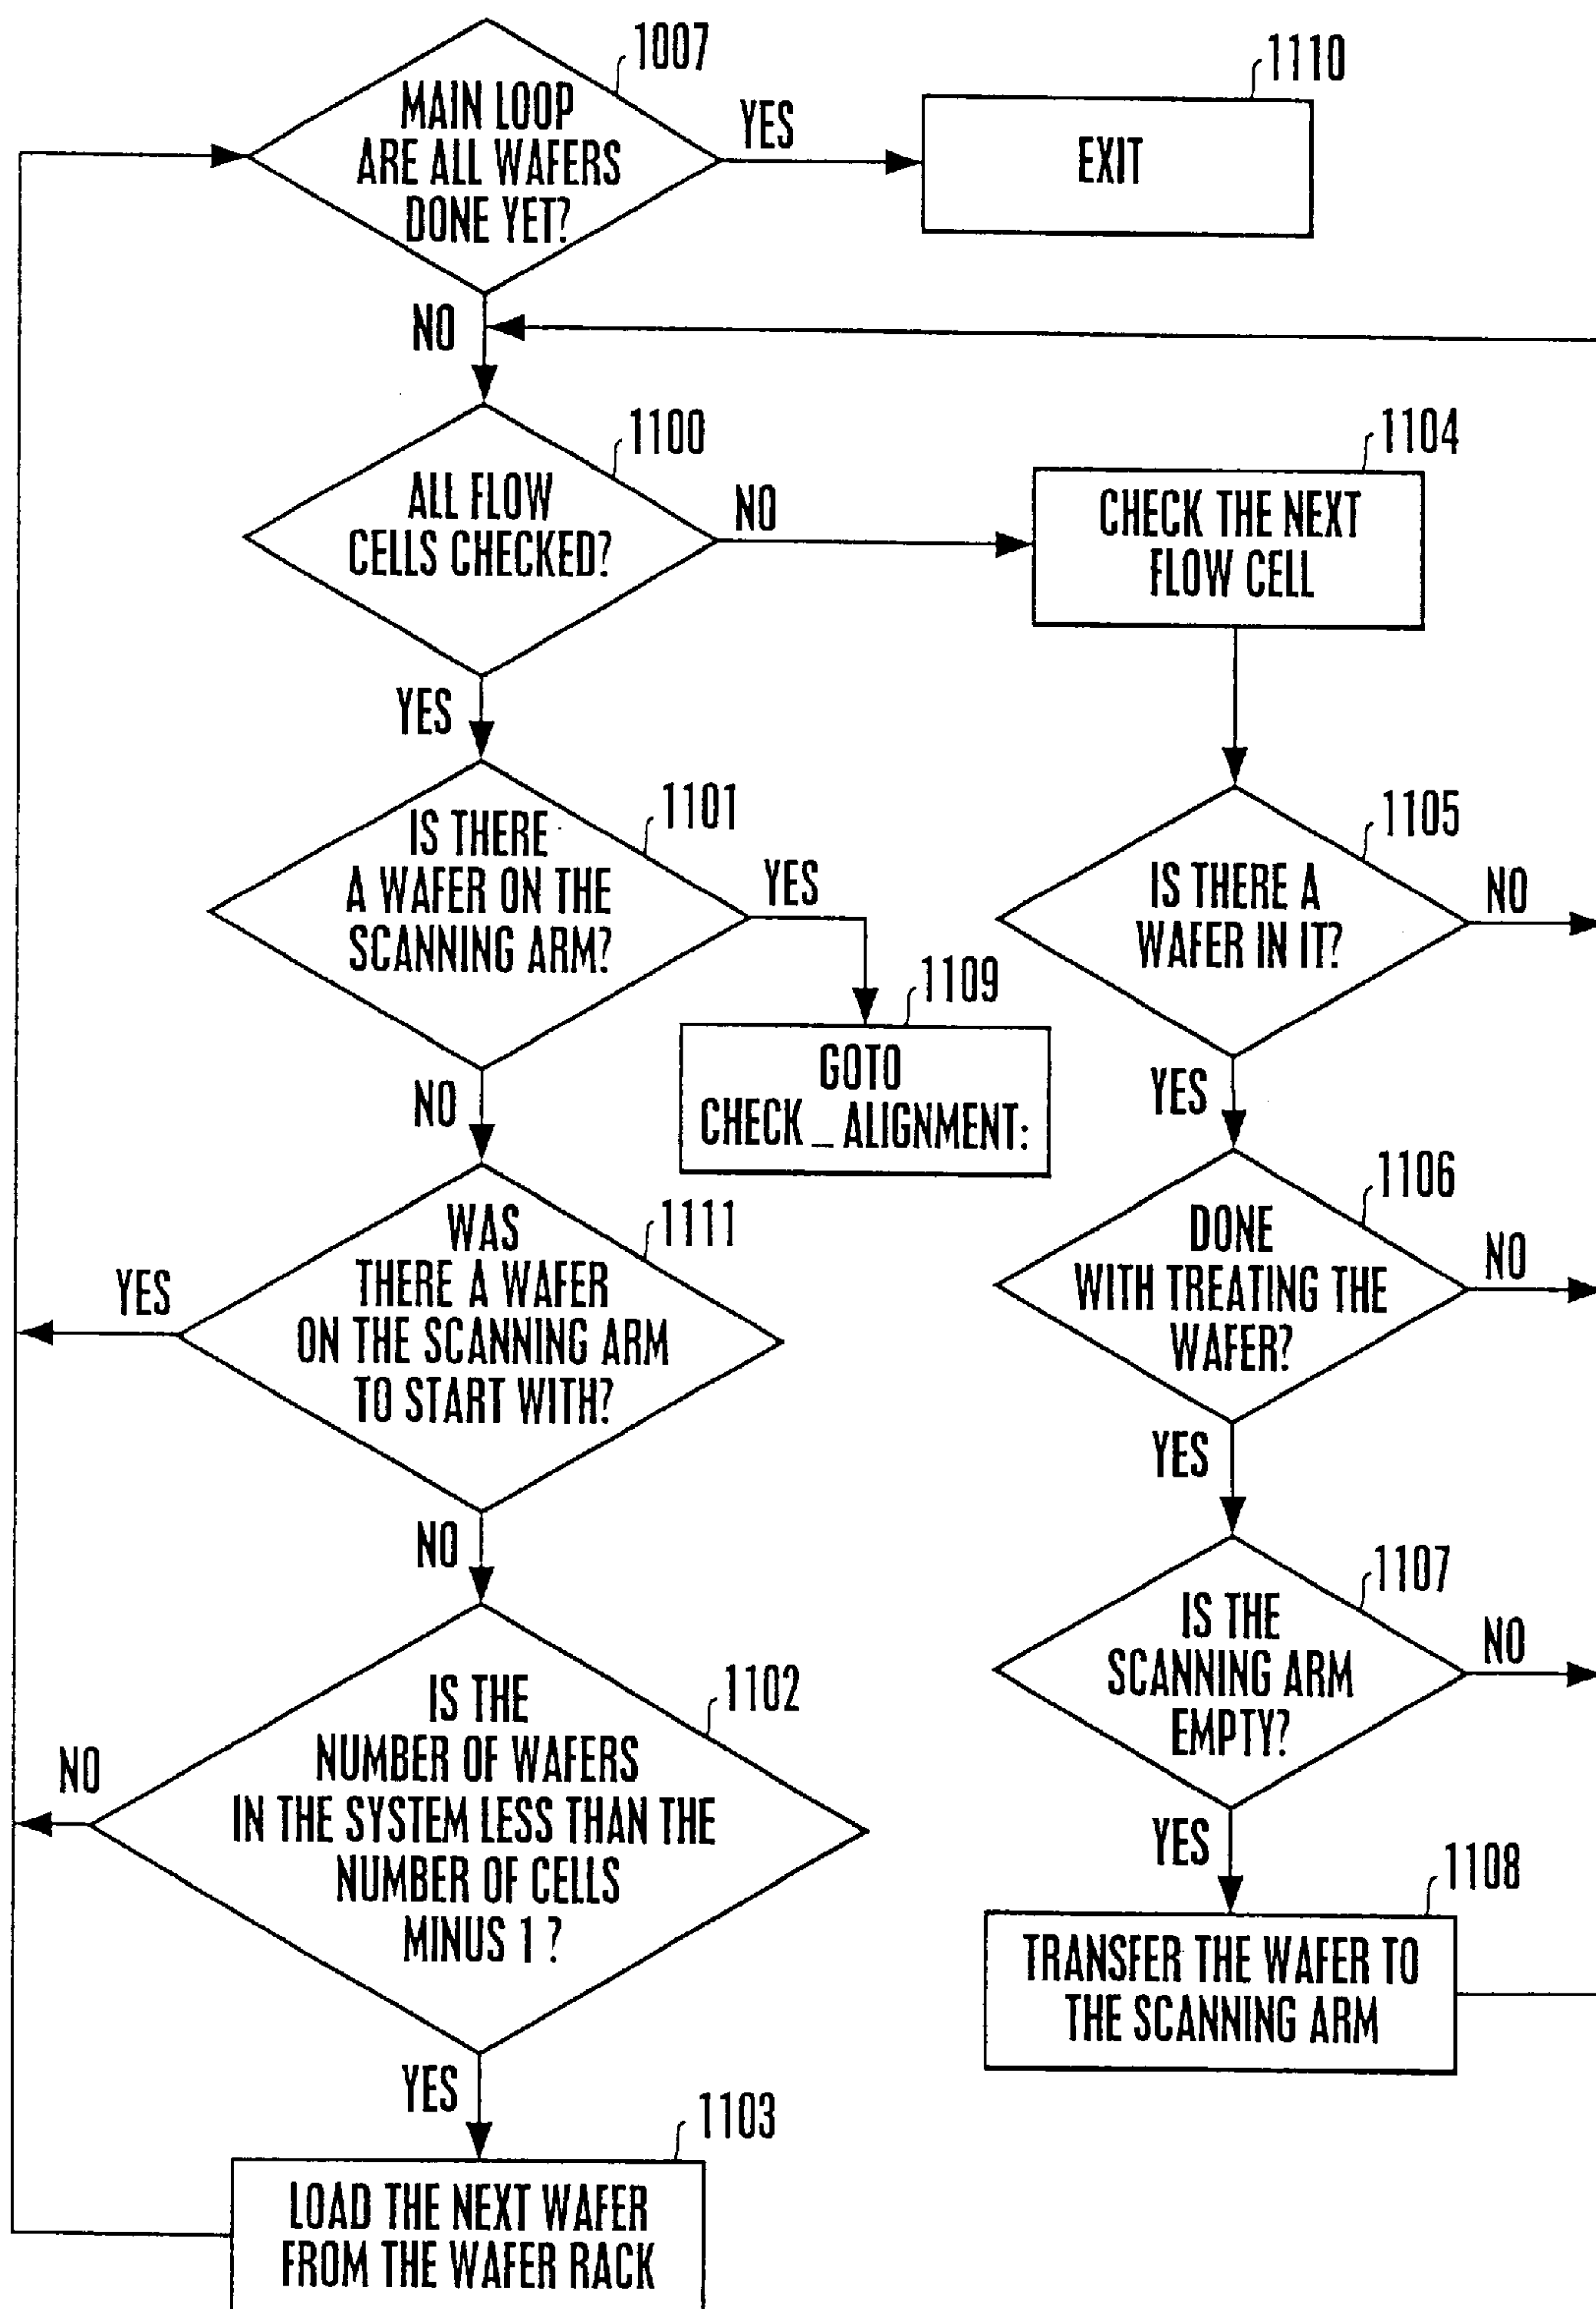 1007
MAIN LOOP
ARE ALL WAFERS
DONE YET?
YES
1110
EXIT
NO
1100
ALL FLOW
CELLS CHECKED?
NO
1104
CHECK THE NEXT
FLOW CELL
YES
1101
IS THERE
A WAFER ON THE
SCANNING ARM?
YES
1109
GOTO
CHECK_ALIGNMENT:
1105
IS THERE A
WAFER IN IT?
NO
YES
NO
1111
WAS
THERE A WAFER
ON THE SCANNING ARM
TO START WITH?
YES
1106
DONE
WITH TREATING THE
WAFER?
NO
YES
NO
1102
IS THE
NUMBER OF WAFERS
IN THE SYSTEM LESS THAN THE
NUMBER OF CELLS
MINUS 1 ?
NO
1107
IS THE
SCANNING ARM
EMPTY?
NO
YES
1108
TRANSFER THE WAFER TO
THE SCANNING ARM
YES
1103
LOAD THE NEXT WAFER
FROM THE WAFER RACK